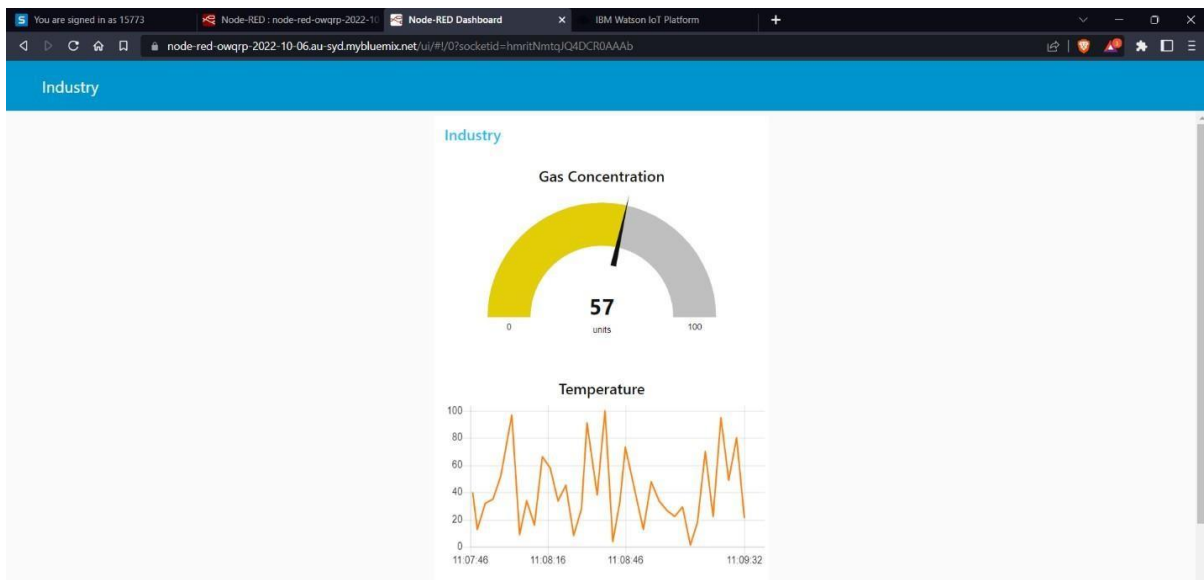 You are signed in as 15773
Node-RED : node-red-owqrp-2022-10
Node-RED Dashboard
IBM Watson IoT Platform
node-red-owqrp-2022-10-06.au-syd.mybluemix.net/ui/#!/0?socketid=hmritNmtqJQ4DCR0AAAb
Industry
Industry
Gas Concentration
57
0 units 100
Temperature
100
80
60
40
20
0
11:07:46 11:08:16 11:08:46 11:09:32